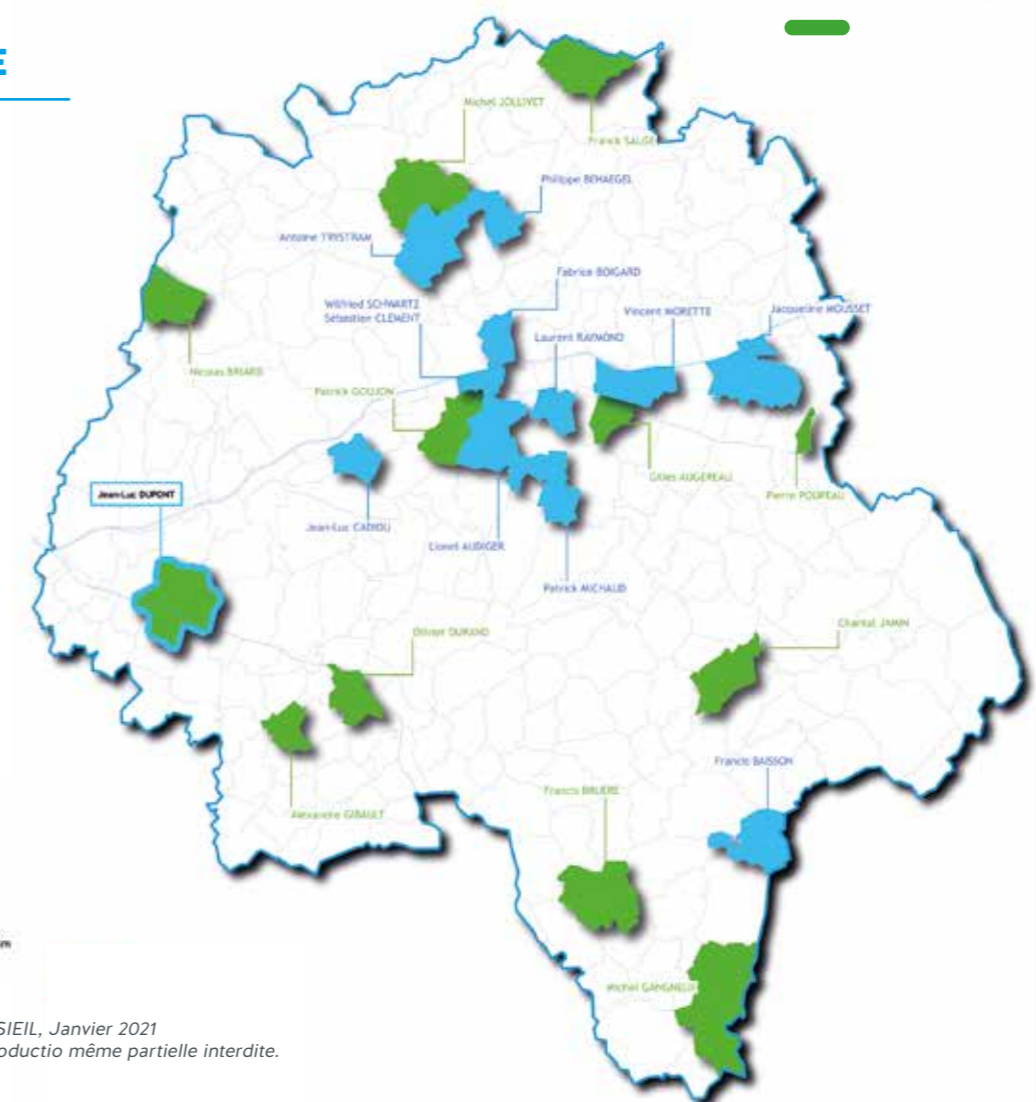 E
Michel JOLLIVET
Franck SALGE
Philippe BEHAEGEL
Antoine TRYSTRAM
Fabrice BOIGARD
Wilfried SCHWARTZ
Sébastien CLEMENT
Vincent MORETTE
Jacqueline MOUSSET
Laurent RAYMOND
Nicolas BRIARD
Patrick GOUJON
Gilles AUGEREAU
Pierre POUPEAU
Jean-Luc DUPONT
Jean-Luc CADIOU
Lionel AUDIGER
Patrick MICHAUD
Chantal JAMIN
Olivier DURAND
Francis BAISSON
Francis BRUERE
Alexandre GIBAULT
Michel GANGNEUX
SIEIL, Janvier 2021
oductio même partielle interdite.